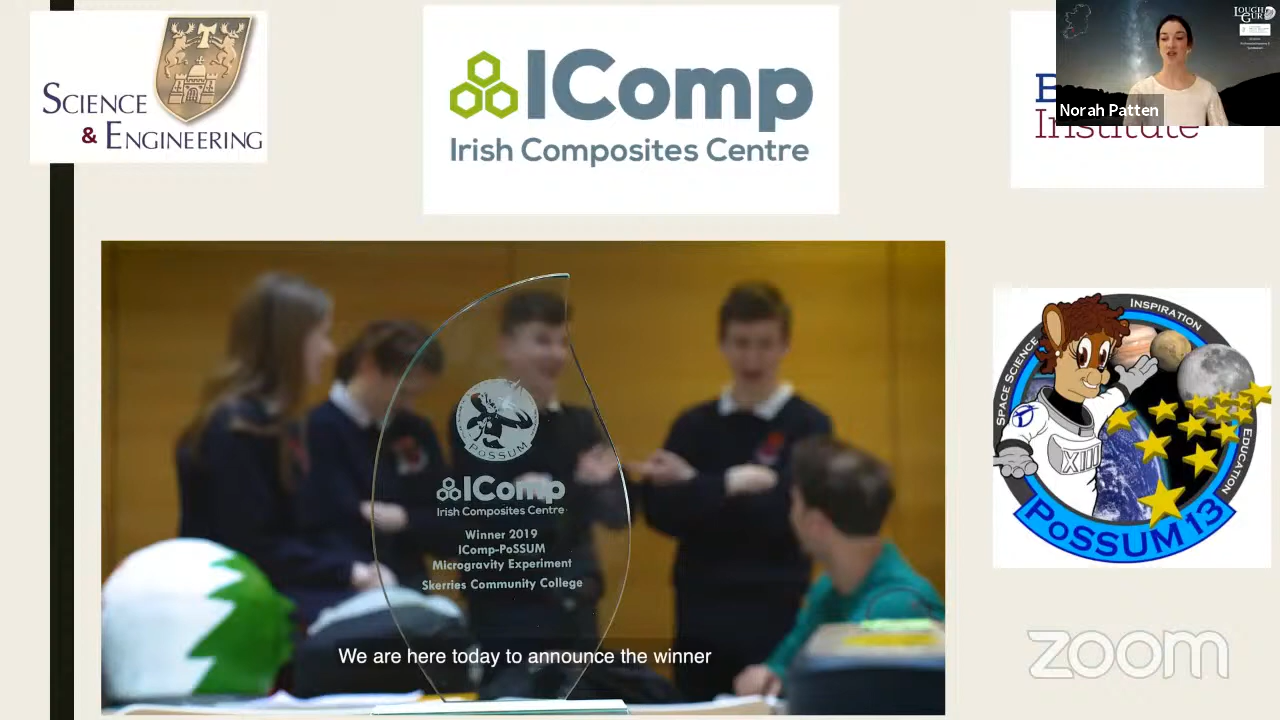 SCIENCE
& ENGINEERING
IComp
Irish Composites Centre
Institute
LOUGH
GUR
Norah Patten
PoSSUM
IComp
Irish Composites Centre
Winner 2019
IComp-PoSSUM
Microgravity Experiment
Skerries Community College
We are here today to announce the winner
SPACE SCIENCE
INSPIRATION
EDUCATION
XIII
PoSSUM 13
zoom